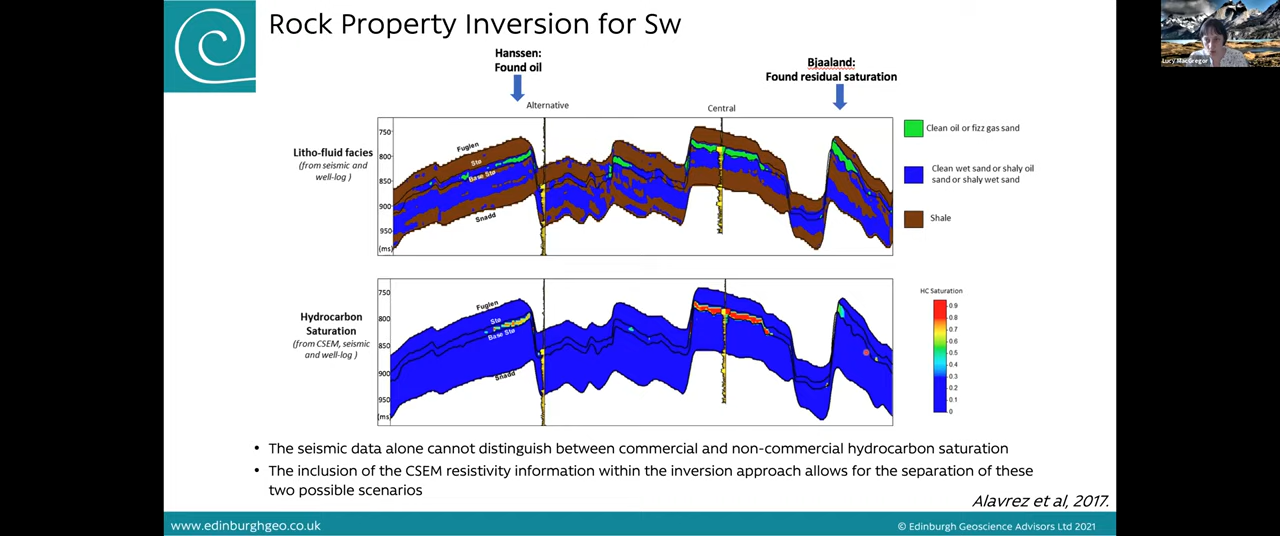 Rock Property Inversion for Sw
Lucy MacGregor
Hanssen:
Found oil
Bjaaland:
Found residual saturation
Alternative
Central
Litho-fluid facies
(from seismic and
well-log )
750
800
850
900
950
(ms)
Fuglen
Stø
Base Stø
Snadd
Clean oil or fizz gas sand
Clean wet sand or shaly oil
sand or shaly wet sand
Shale
Hydrocarbon
Saturation
(from CSEM, seismic
and well-log )
750
800
850
900
950
(ms)
Fuglen
Stø
Base Stø
Snadd
HC Saturation
0.9
0.8
0.7
0.6
0.5
0.4
0.3
0.2
0.1
0
• The seismic data alone cannot distinguish between commercial and non-commercial hydrocarbon saturation
• The inclusion of the CSEM resistivity information within the inversion approach allows for the separation of these
two possible scenarios
Alavrez et al, 2017.
www.edinburghgeo.co.uk
© Edinburgh Geoscience Advisors Ltd 2021